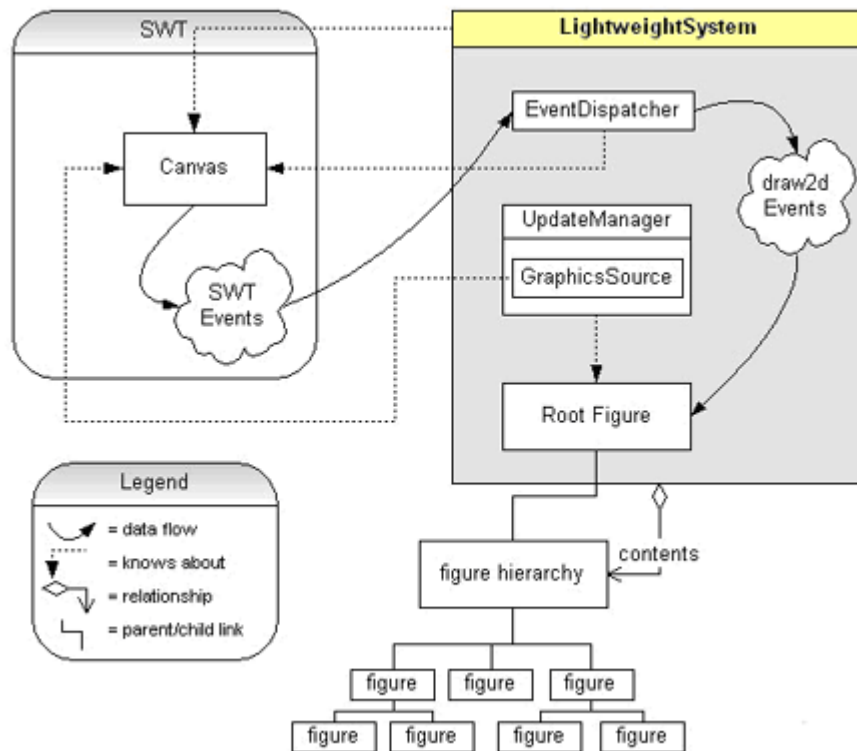 SWT
Canvas
SWT
Events
LightweightSystem
EventDispatcher
draw2d
Events
UpdateManager
GraphicsSource
Root Figure
contents
figure hierarchy
figure
figure
figure
figure
figure
figure
figure
Legend
= data flow
= knows about
= relationship
= parent/child link